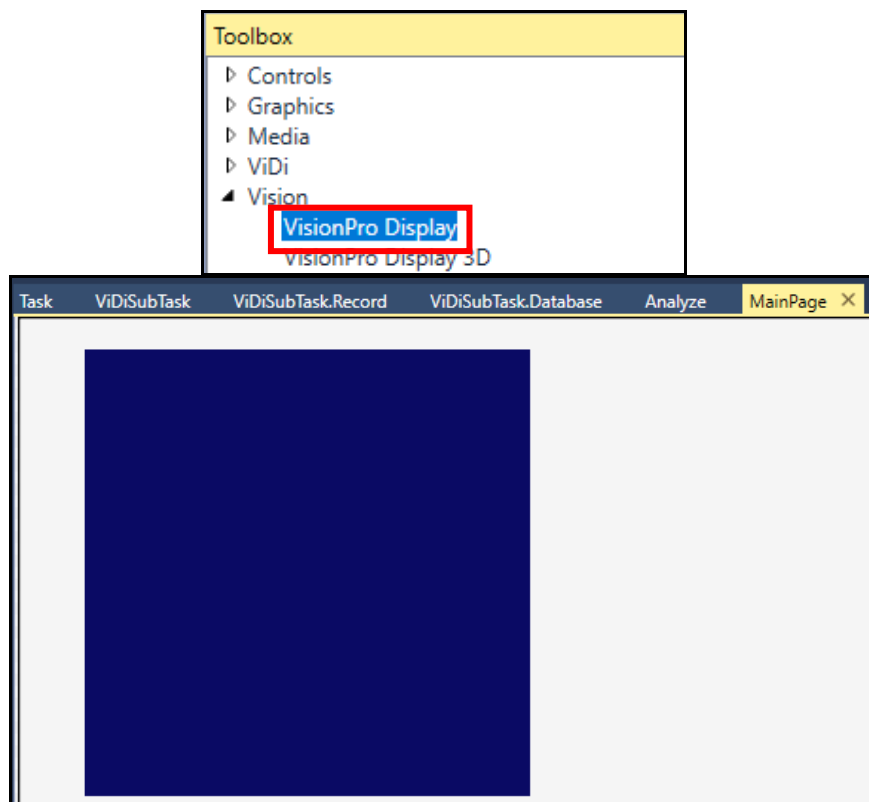 Toolbox
Controls
Graphics
Media
ViDi
Vision
VisionPro Display
VisionPro Display 3D
Task ViDiSubTask ViDiSubTask.Record ViDiSubTask.Database Analyze MainPage